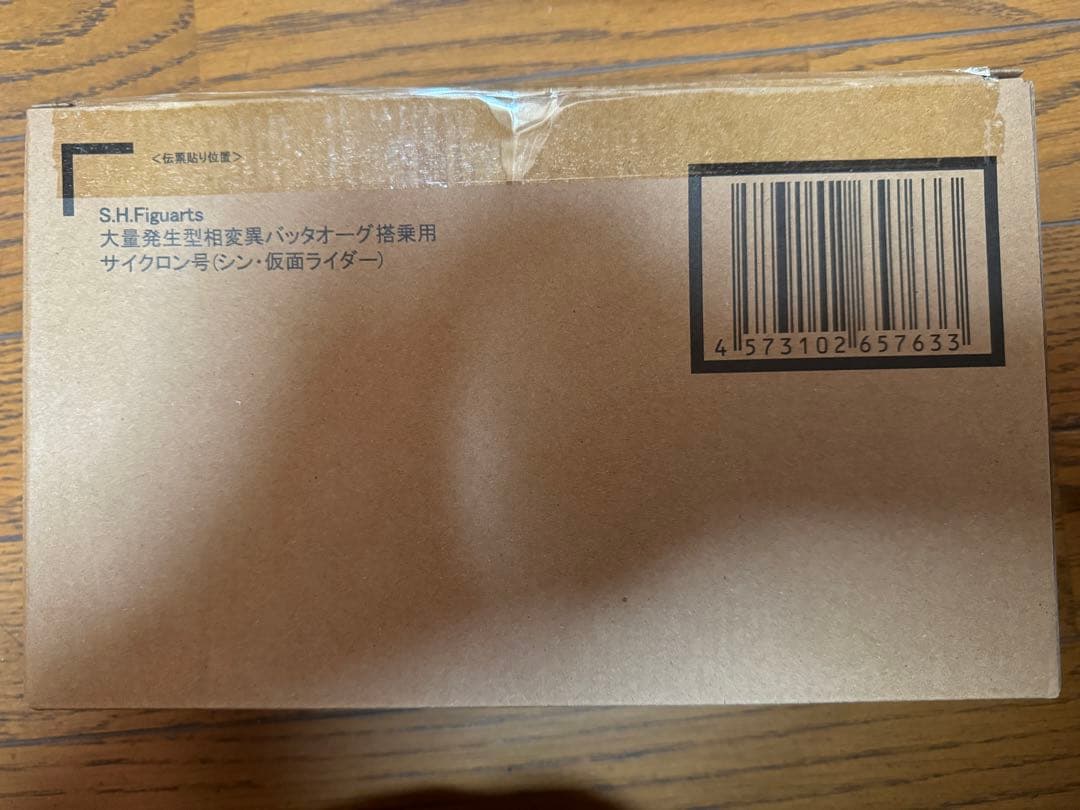 <伝票貼り位置>
S.H.Figuarts
大量発生型相変異バッタオーグ搭乗用
サイクロン号(シン・仮面ライダー)
4 573102 657633